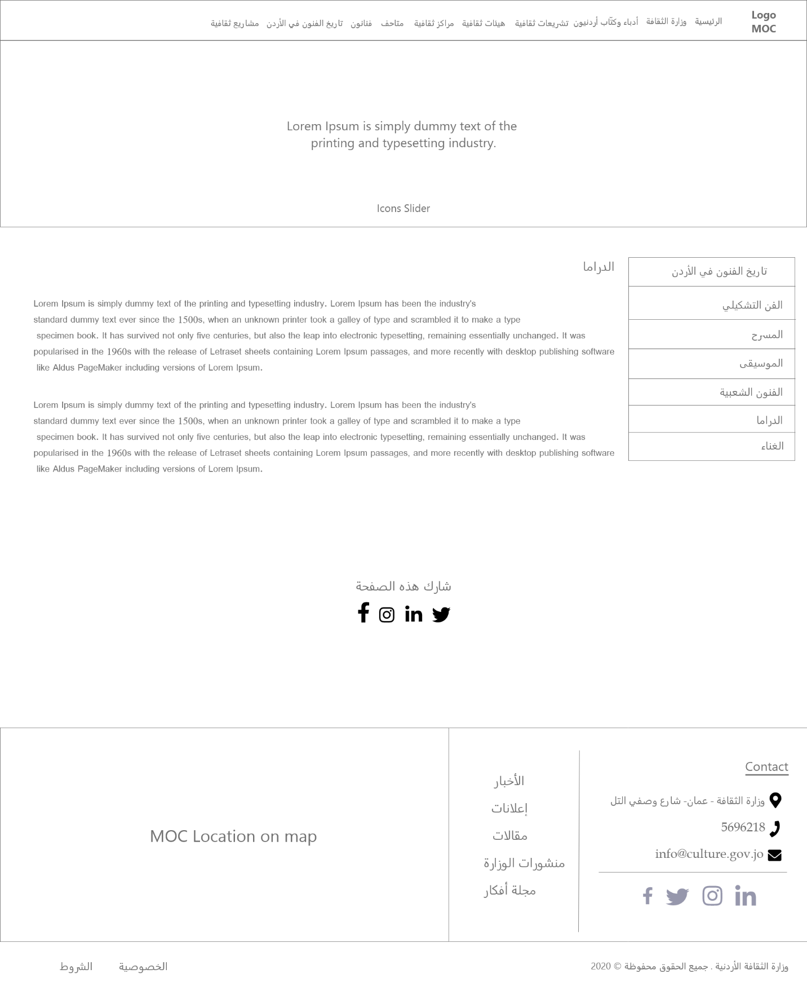 Logo
MOC
الرئيسية
وزارة الثقافة
أدباء وكتّاب أردنيون
تشريعات ثقافية
هيئات ثقافية
مراكز ثقافية
متاحف
فنانون
تاريخ الفنون في الأردن
مشاريع ثقافية
Lorem Ipsum is simply dummy text of the
printing and typesetting industry.
Icons Slider
تاريخ الفنون في الأردن
الفن التشكيلي
المسرح
الموسيقى
الفنون الشعبية
الدراما
الغناء
الدراما
Lorem Ipsum is simply dummy text of the printing and typesetting industry. Lorem Ipsum has been the industry's
standard dummy text ever since the 1500s, when an unknown printer took a galley of type and scrambled it to make a type
specimen book. It has survived not only five centuries, but also the leap into electronic typesetting, remaining essentially unchanged. It was
popularised in the 1960s with the release of Letraset sheets containing Lorem Ipsum passages, and more recently with desktop publishing software
like Aldus PageMaker including versions of Lorem Ipsum.
Lorem Ipsum is simply dummy text of the printing and typesetting industry. Lorem Ipsum has been the industry's
standard dummy text ever since the 1500s, when an unknown printer took a galley of type and scrambled it to make a type
specimen book. It has survived not only five centuries, but also the leap into electronic typesetting, remaining essentially unchanged. It was
popularised in the 1960s with the release of Letraset sheets containing Lorem Ipsum passages, and more recently with desktop publishing software
like Aldus PageMaker including versions of Lorem Ipsum.
شارك هذه الصفحة
Contact
وزارة الثقافة - عمان- شارع وصفي التل
5696218
info@culture.gov.jo
الأخبار
إعلانات
مقالات
منشورات الوزارة
مجلة أفكار
MOC Location on map
وزارة الثقافة الأردنية . جميع الحقوق محفوظة © 2020
الخصوصية
الشروط